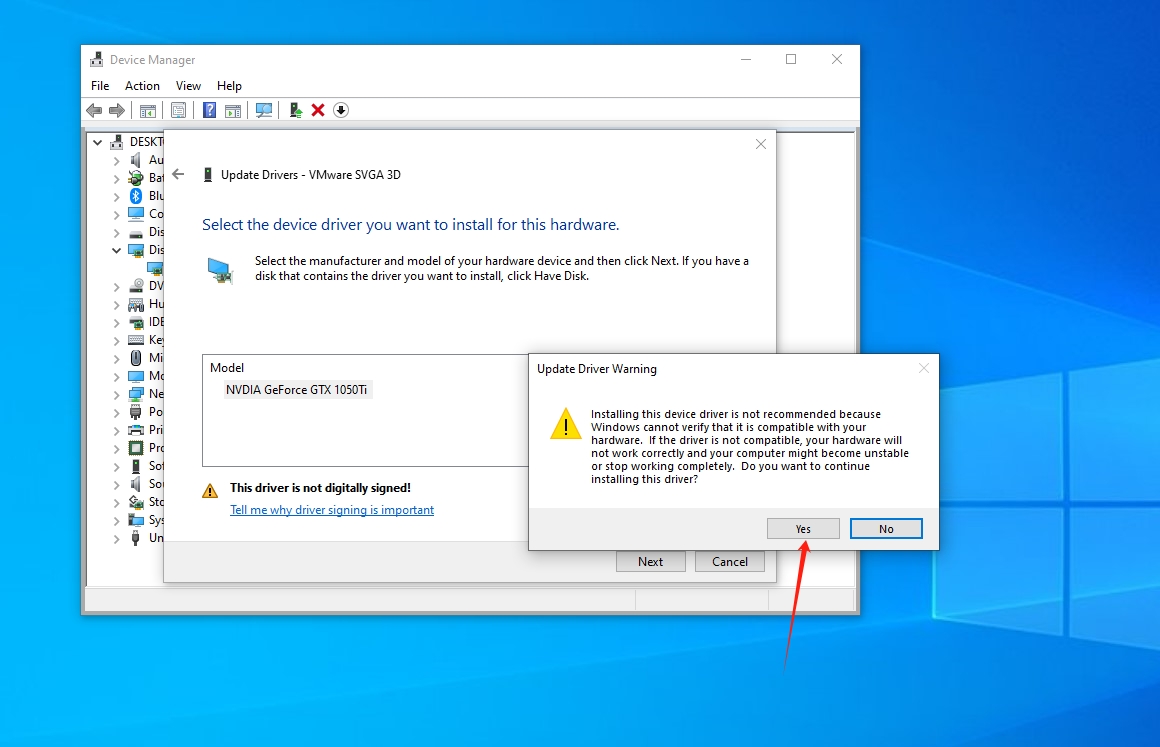 Device Manager
File Action View Help
DESKT
Au
Bat
Blu
Co
Dis
Dis
DV
Hu
IDE
Key
Mi
Mo
Ne
Po
Pri
Pro
Sof
Sou
Sto
Sys
Un
Update Drivers - VMware SVGA 3D
Select the device driver you want to install for this hardware.
Select the manufacturer and model of your hardware device and then click Next. If you have a
disk that contains the driver you want to install, click Have Disk.
Model
NVDIA GeForce GTX 1050Ti
This driver is not digitally signed!
Tell me why driver signing is important
Next Cancel
Update Driver Warning
Installing this device driver is not recommended because
Windows cannot verify that it is compatible with your
hardware. If the driver is not compatible, your hardware will
not work correctly and your computer might become unstable
or stop working completely. Do you want to continue
installing this driver?
Yes No